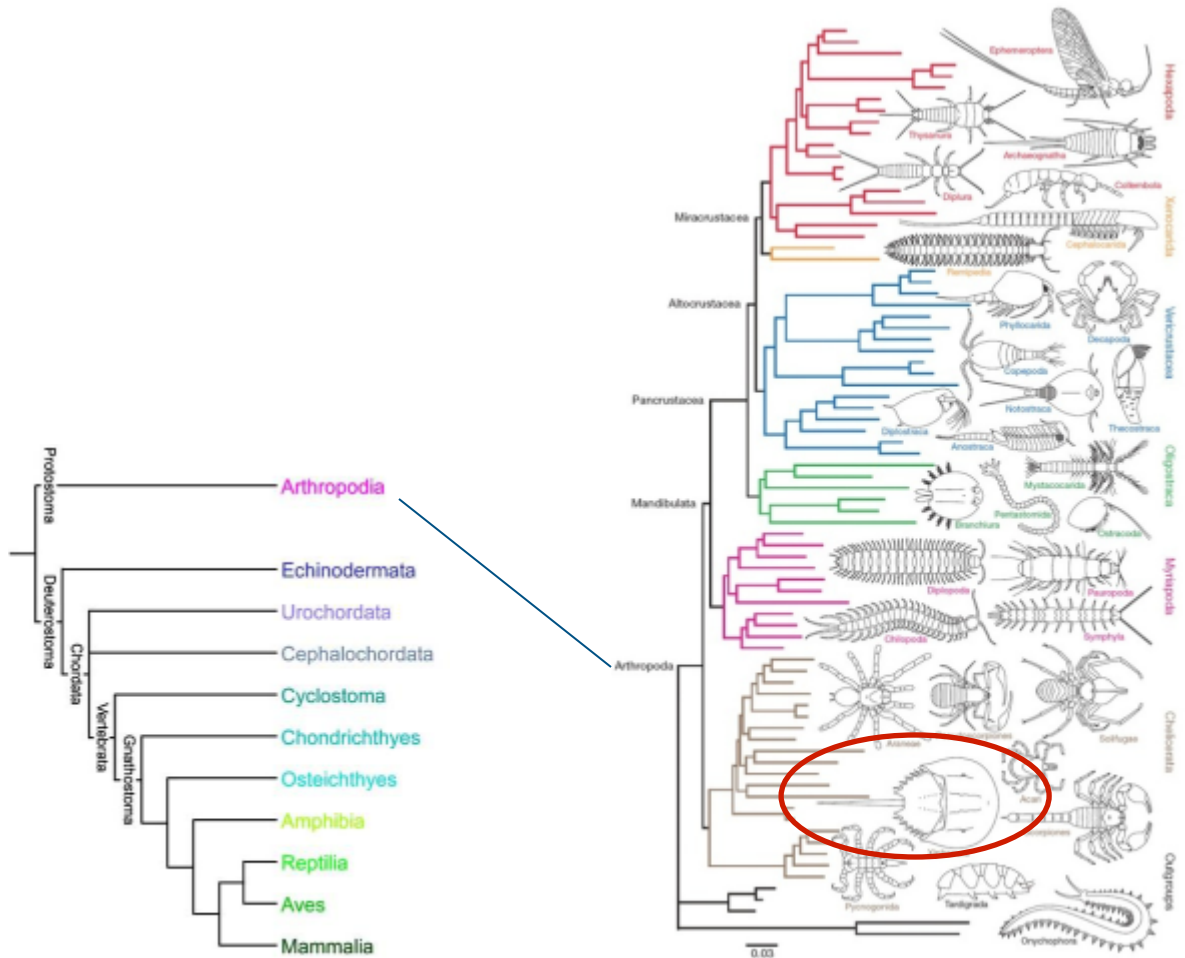 Protostoma
Arthropodia
Deuterostoma
Echinodermata
Urochordata
Chordata
Cephalochordata
Vertebrata
Cyclostoma
Gnathostoma
Chondrichthyes
Osteichthyes
Amphibia
Reptilia
Aves
Mammalia
Ephemeroptera
Hexapoda
Thysanura
Archaeognatha
Diplura
Collembola
Miracrustacea
Xenocarida
Cephalocarida
Remipedia
Altocrustacea
Vericrustacea
Phyllocarida
Decapoda
Copepoda
Pancrustacea
Notostraca
Thecostraca
Diplostraca
Anostraca
Oligostraca
Mystacocarida
Mandibulata
Pentastomida
Branchiura
Ostracoda
Myriapoda
Diplopoda
Pauropoda
Chilopoda
Symphyla
Arthropoda
Chelicerata
Araneae
Solifugae
Acari
Outgroups
Pycnogonida
Tardigrada
Onychophora
0.03